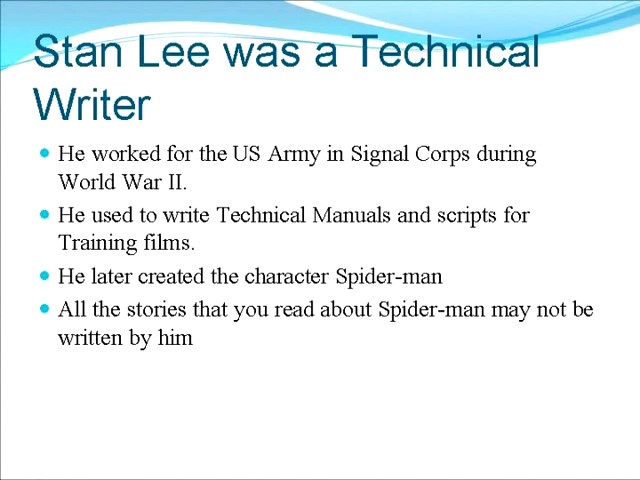 Stan Lee was a Technical
Writer
He worked for the US Army in Signal Corps during
World War II.
He used to write Technical Manuals and scripts for
Training films.
He later created the character Spider-man
All the stories that you read about Spider-man may not be
written by him